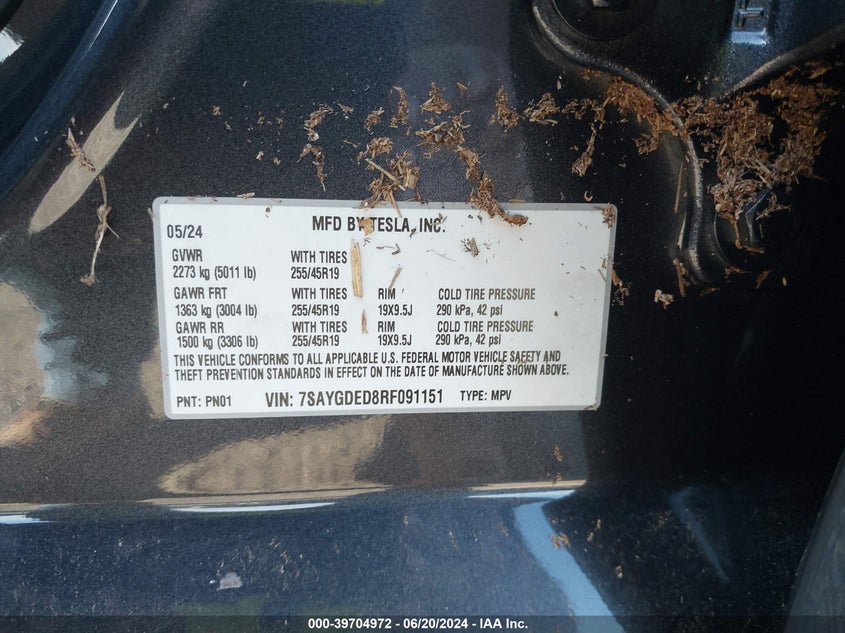 05/24 MFD BY TESLA, INC.
GVWR WITH TIRES
2273 kg (5011 lb) 255/45R19
GAWR FRT WITH TIRES RIM COLD TIRE PRESSURE
1363 kg (3004 lb) 255/45R19 19X9.5J 290 kPa, 42 psi
GAWR RR WITH TIRES RIM COLD TIRE PRESSURE
1500 kg (3306 lb) 255/45R19 19X9.5J 290 kPa, 42 psi
THIS VEHICLE CONFORMS TO ALL APPLICABLE U.S. FEDERAL MOTOR VEHICLE SAFETY AND
THEFT PREVENTION STANDARDS IN EFFECT ON THE DATE OF MANUFACTURE SHOWN ABOVE.
PNT: PN01 VIN: 7SAYGDED8RF091151 TYPE: MPV
000-39704972 - 06/20/2024 - IAA Inc.